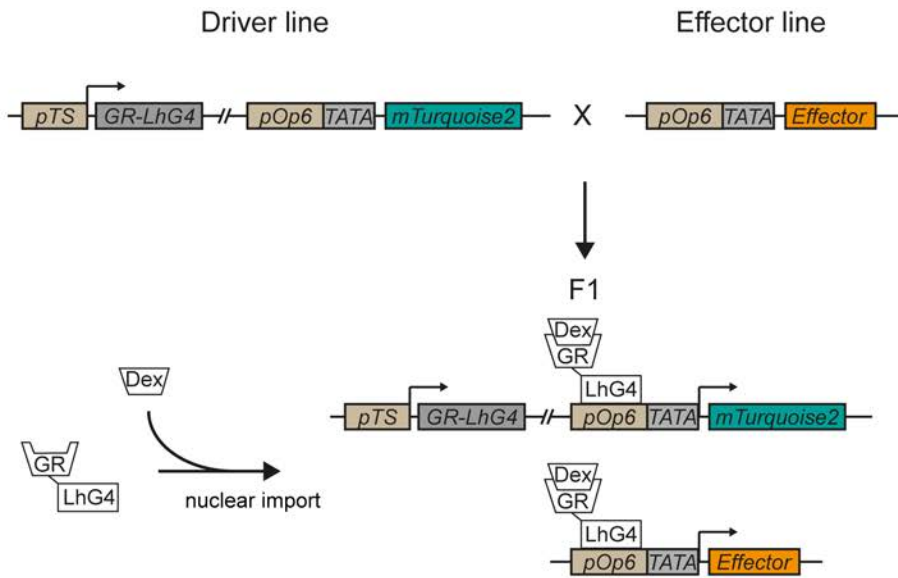 Driver line
Effector line
pTS GR-LhG4 // pOp6 TATA mTurquoise2 X pOp6 TATA Effector
F1
Dex
GR
LhG4
pTS GR-LhG4 // pOp6 TATA mTurquoise2
Dex
GR
LhG4
nuclear import
Dex
GR
LhG4
pOp6 TATA Effector